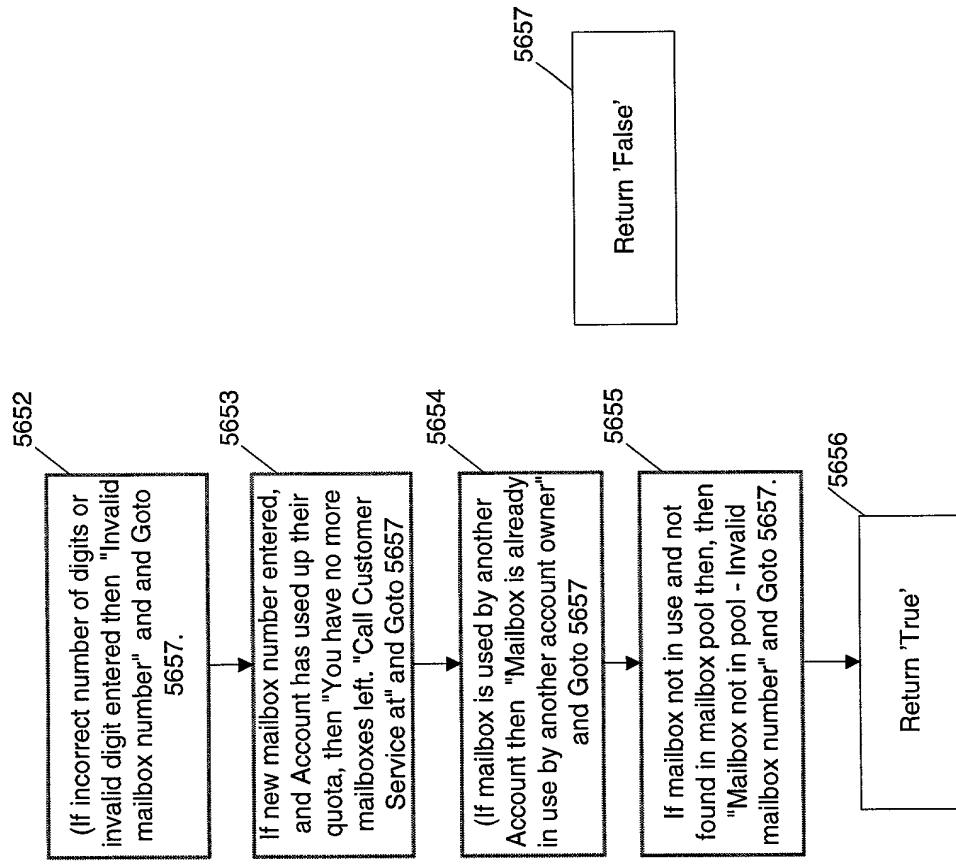 5652
(If incorrect number of digits or
invalid digit entered then "Invalid
mailbox number" and and Goto
5657.
5653
If new mailbox number entered,
and Account has used up their
quota, then "You have no more
mailboxes left. "Call Customer
Service at" and Goto 5657
5654
(If mailbox is used by another
Account then "Mailbox is already
in use by another account owner"
and Goto 5657
5655
If mailbox not in use and not
found in mailbox pool then, then
"Mailbox not in pool - Invalid
mailbox number" and Goto 5657.
5656
Return 'True'
5657
Return 'False'